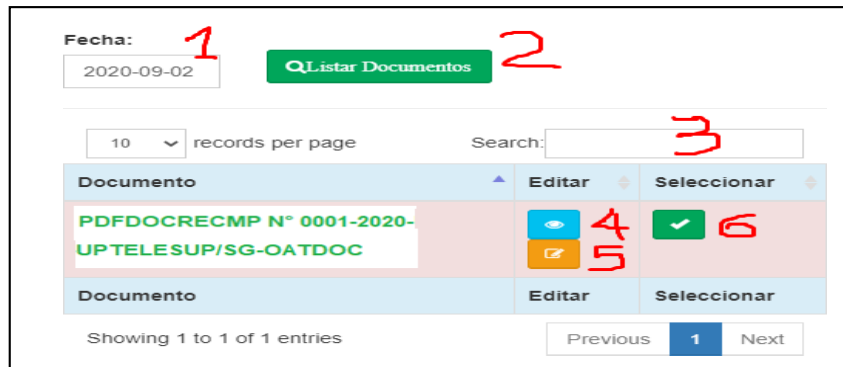 Fecha: 1
2020-09-02 Listar Documentos 2
10 records per page Search: 3
Documento Editar Seleccionar
PDFDOCRECMP N° 0001-2020- 4 6
UPTELESUP/SG-OATDOC 5
Documento Editar Seleccionar
Showing 1 to 1 of 1 entries Previous 1 Next